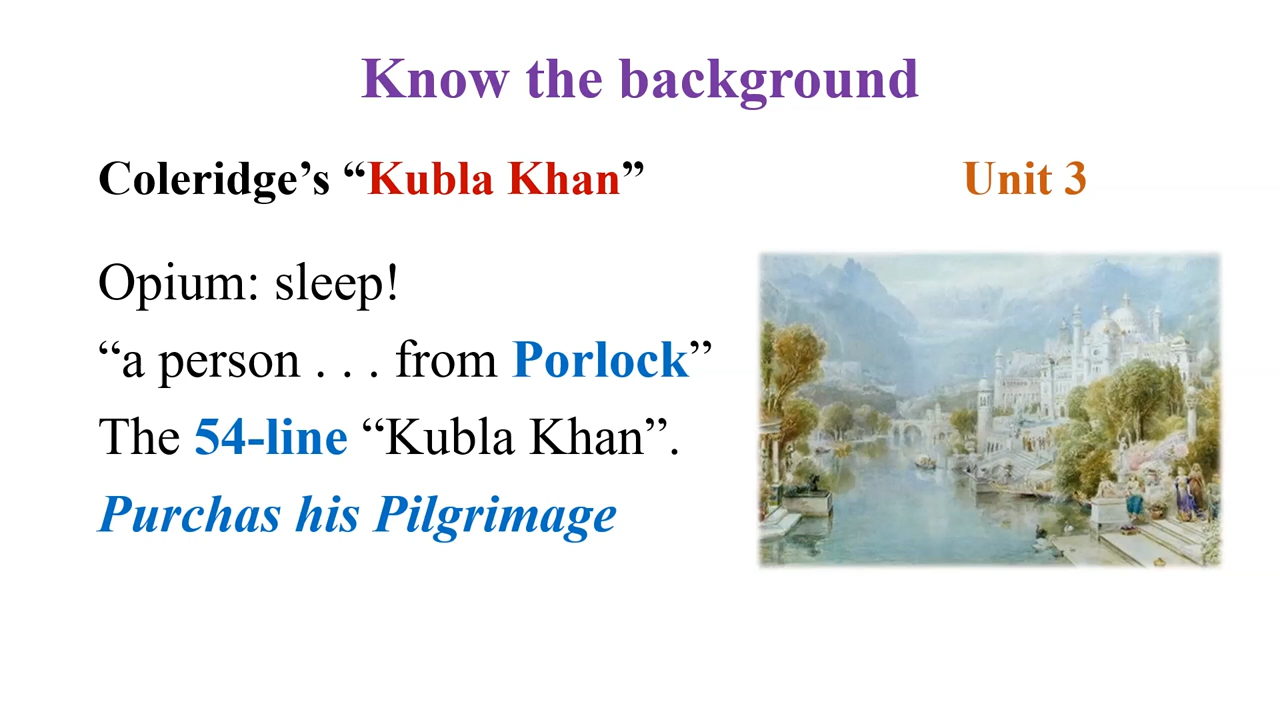 Know the background
Coleridge’s “Kubla Khan”
Unit 3
Opium: sleep!
“a person . . . from Porlock”
The 54-line “Kubla Khan”.
Purchas his Pilgrimage